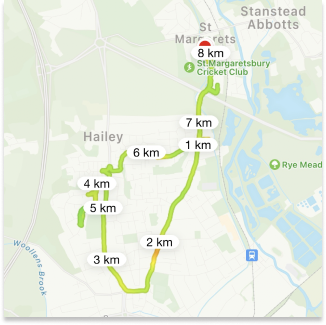 Stanstead
Abbotts
St
Margarets
8 km
St Margaretsbury
Cricket Club
7 km
Hailey
1 km
6 km
Rye Mead
4 km
5 km
2 km
Woollens Brook
3 km